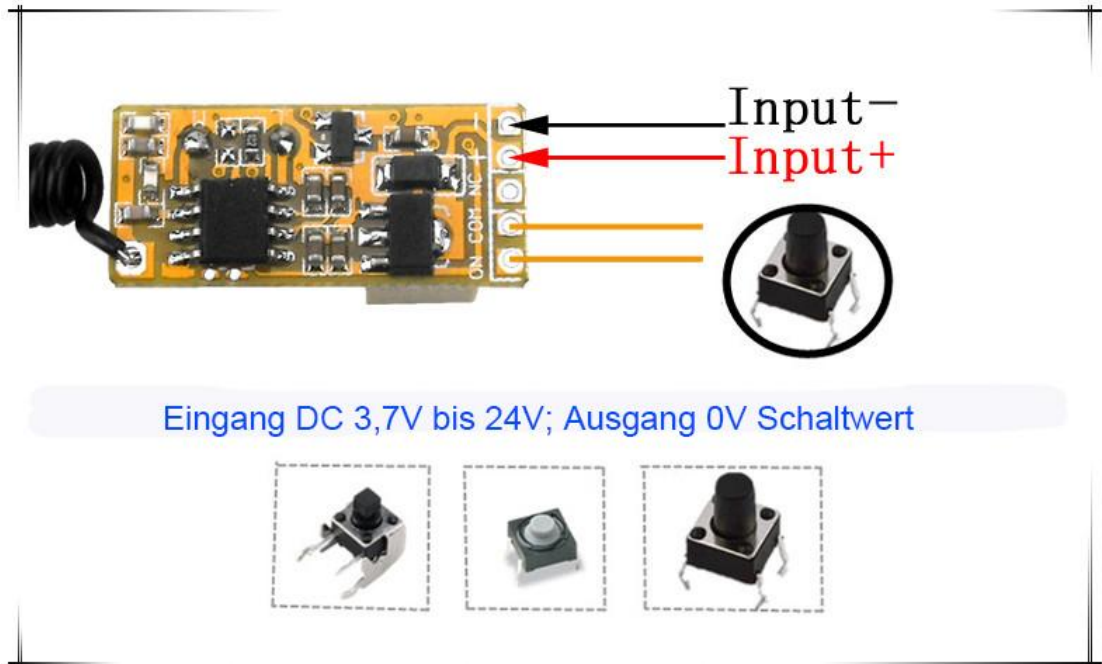 Input-
Input+
-
+
NC
COM
ON
Eingang DC 3,7V bis 24V; Ausgang 0V Schaltwert